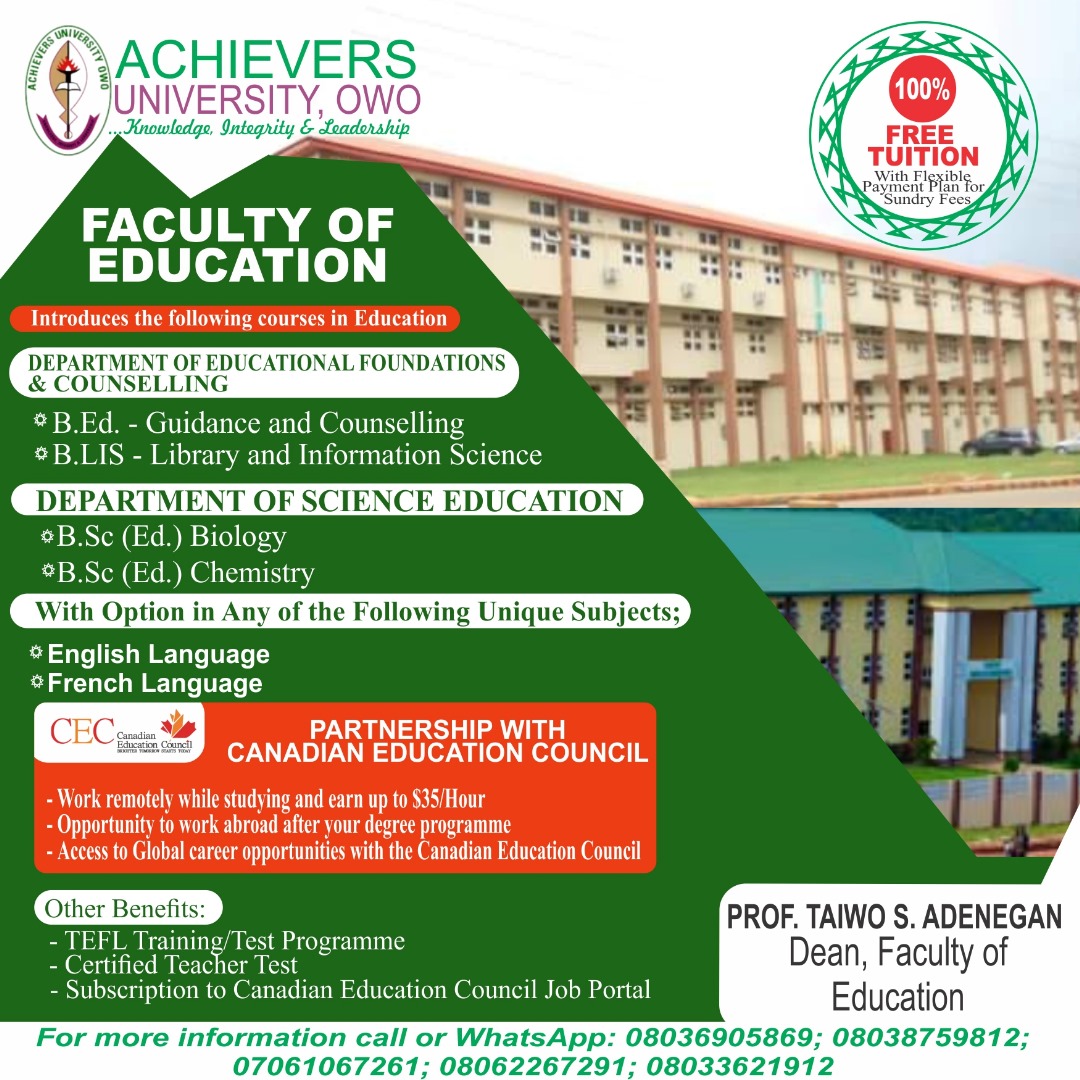 ACHIEVERS UNIVERSITY OWO
ACHIEVERS
UNIVERSITY, OWO
...Knowledge, Integrity & Leadership
100%
FREE
TUITION
With Flexible
Payment Plan for
Sundry Fees
FACULTY OF
EDUCATION
Introduces the following courses in Education
DEPARTMENT OF EDUCATIONAL FOUNDATIONS
& COUNSELLING
B.Ed. - Guidance and Counselling
B.LIS - Library and Information Science
DEPARTMENT OF SCIENCE EDUCATION
B.Sc (Ed.) Biology
B.Sc (Ed.) Chemistry
With Option in Any of the Following Unique Subjects;
English Language
French Language
CEC Canadian
Education Council
BRIGHTER TOMORROW STARTS TODAY
PARTNERSHIP WITH
CANADIAN EDUCATION COUNCIL
- Work remotely while studying and earn up to $35/Hour
- Opportunity to work abroad after your degree programme
- Access to Global career opportunities with the Canadian Education Council
Other Benefits:
- TEFL Training/Test Programme
- Certified Teacher Test
- Subscription to Canadian Education Council Job Portal
PROF. TAIWO S. ADENEGAN
Dean, Faculty of
Education
For more information call or WhatsApp: 08036905869; 08038759812;
07061067261; 08062267291; 08033621912